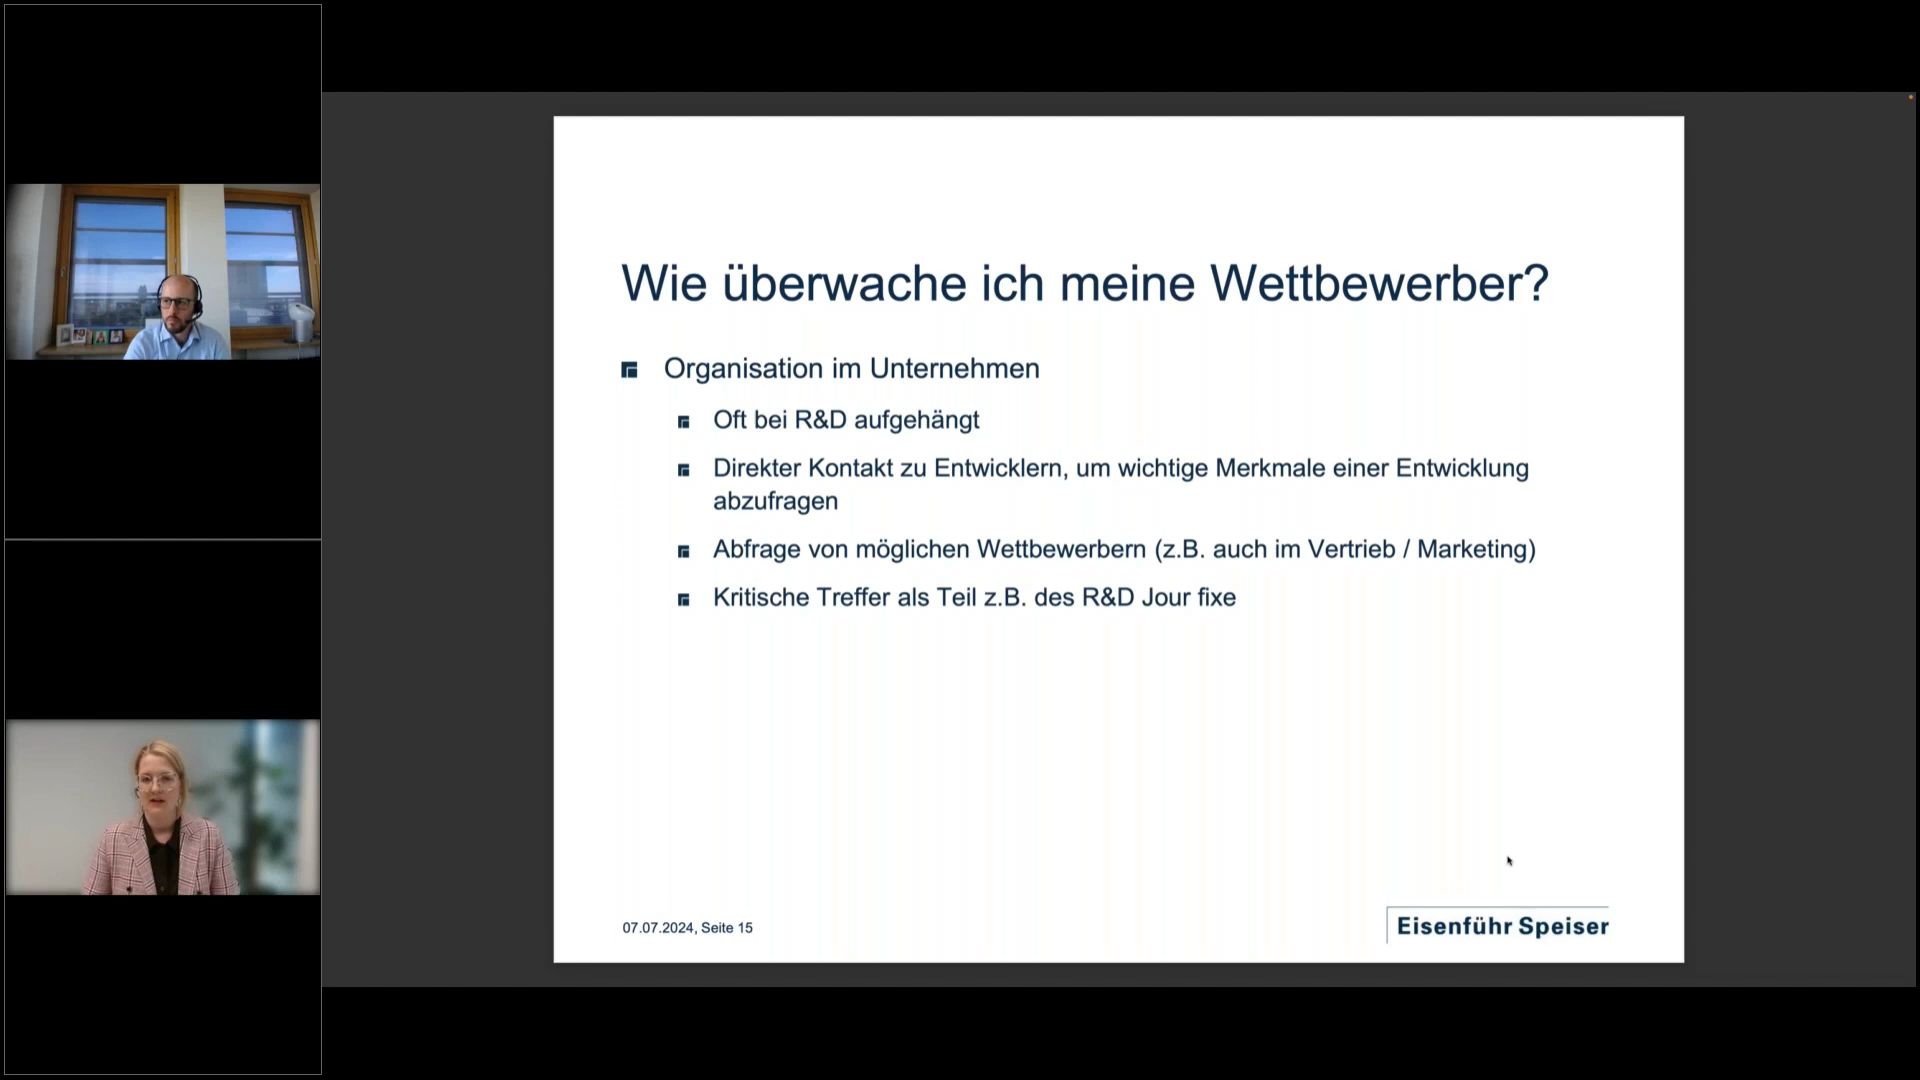 Wie überwache ich meine Wettbewerber?
Organisation im Unternehmen
Oft bei R&D aufgehängt
Direkter Kontakt zu Entwicklern, um wichtige Merkmale einer Entwicklung
abzufragen
Abfrage von möglichen Wettbewerbern (z.B. auch im Vertrieb / Marketing)
Kritische Treffer als Teil z.B. des R&D Jour fixe
07.07.2024, Seite 15
Eisenführ Speiser